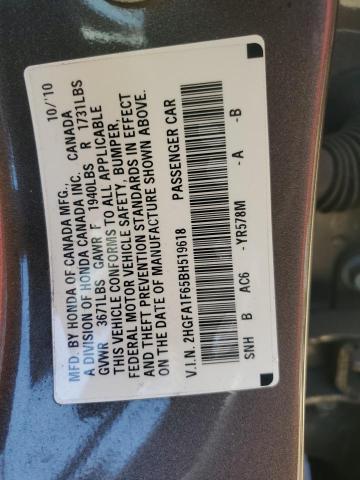 MFD. BY HONDA OF CANADA MFG., 10/'10
A DIVISION OF HONDA CANADA INC. CANADA
GVWR 3671LBS GAWR F 1940LBS R 1731LBS
THIS VEHICLE CONFORMS TO ALL APPLICABLE
FEDERAL MOTOR VEHICLE SAFETY, BUMPER,
AND THEFT PREVENTION STANDARDS IN EFFECT
ON THE DATE OF MANUFACTURE SHOWN ABOVE.
V.I.N. 2HGFA1F65BH519618 PASSENGER CAR
SNH B AC6 -YR578M -A -B